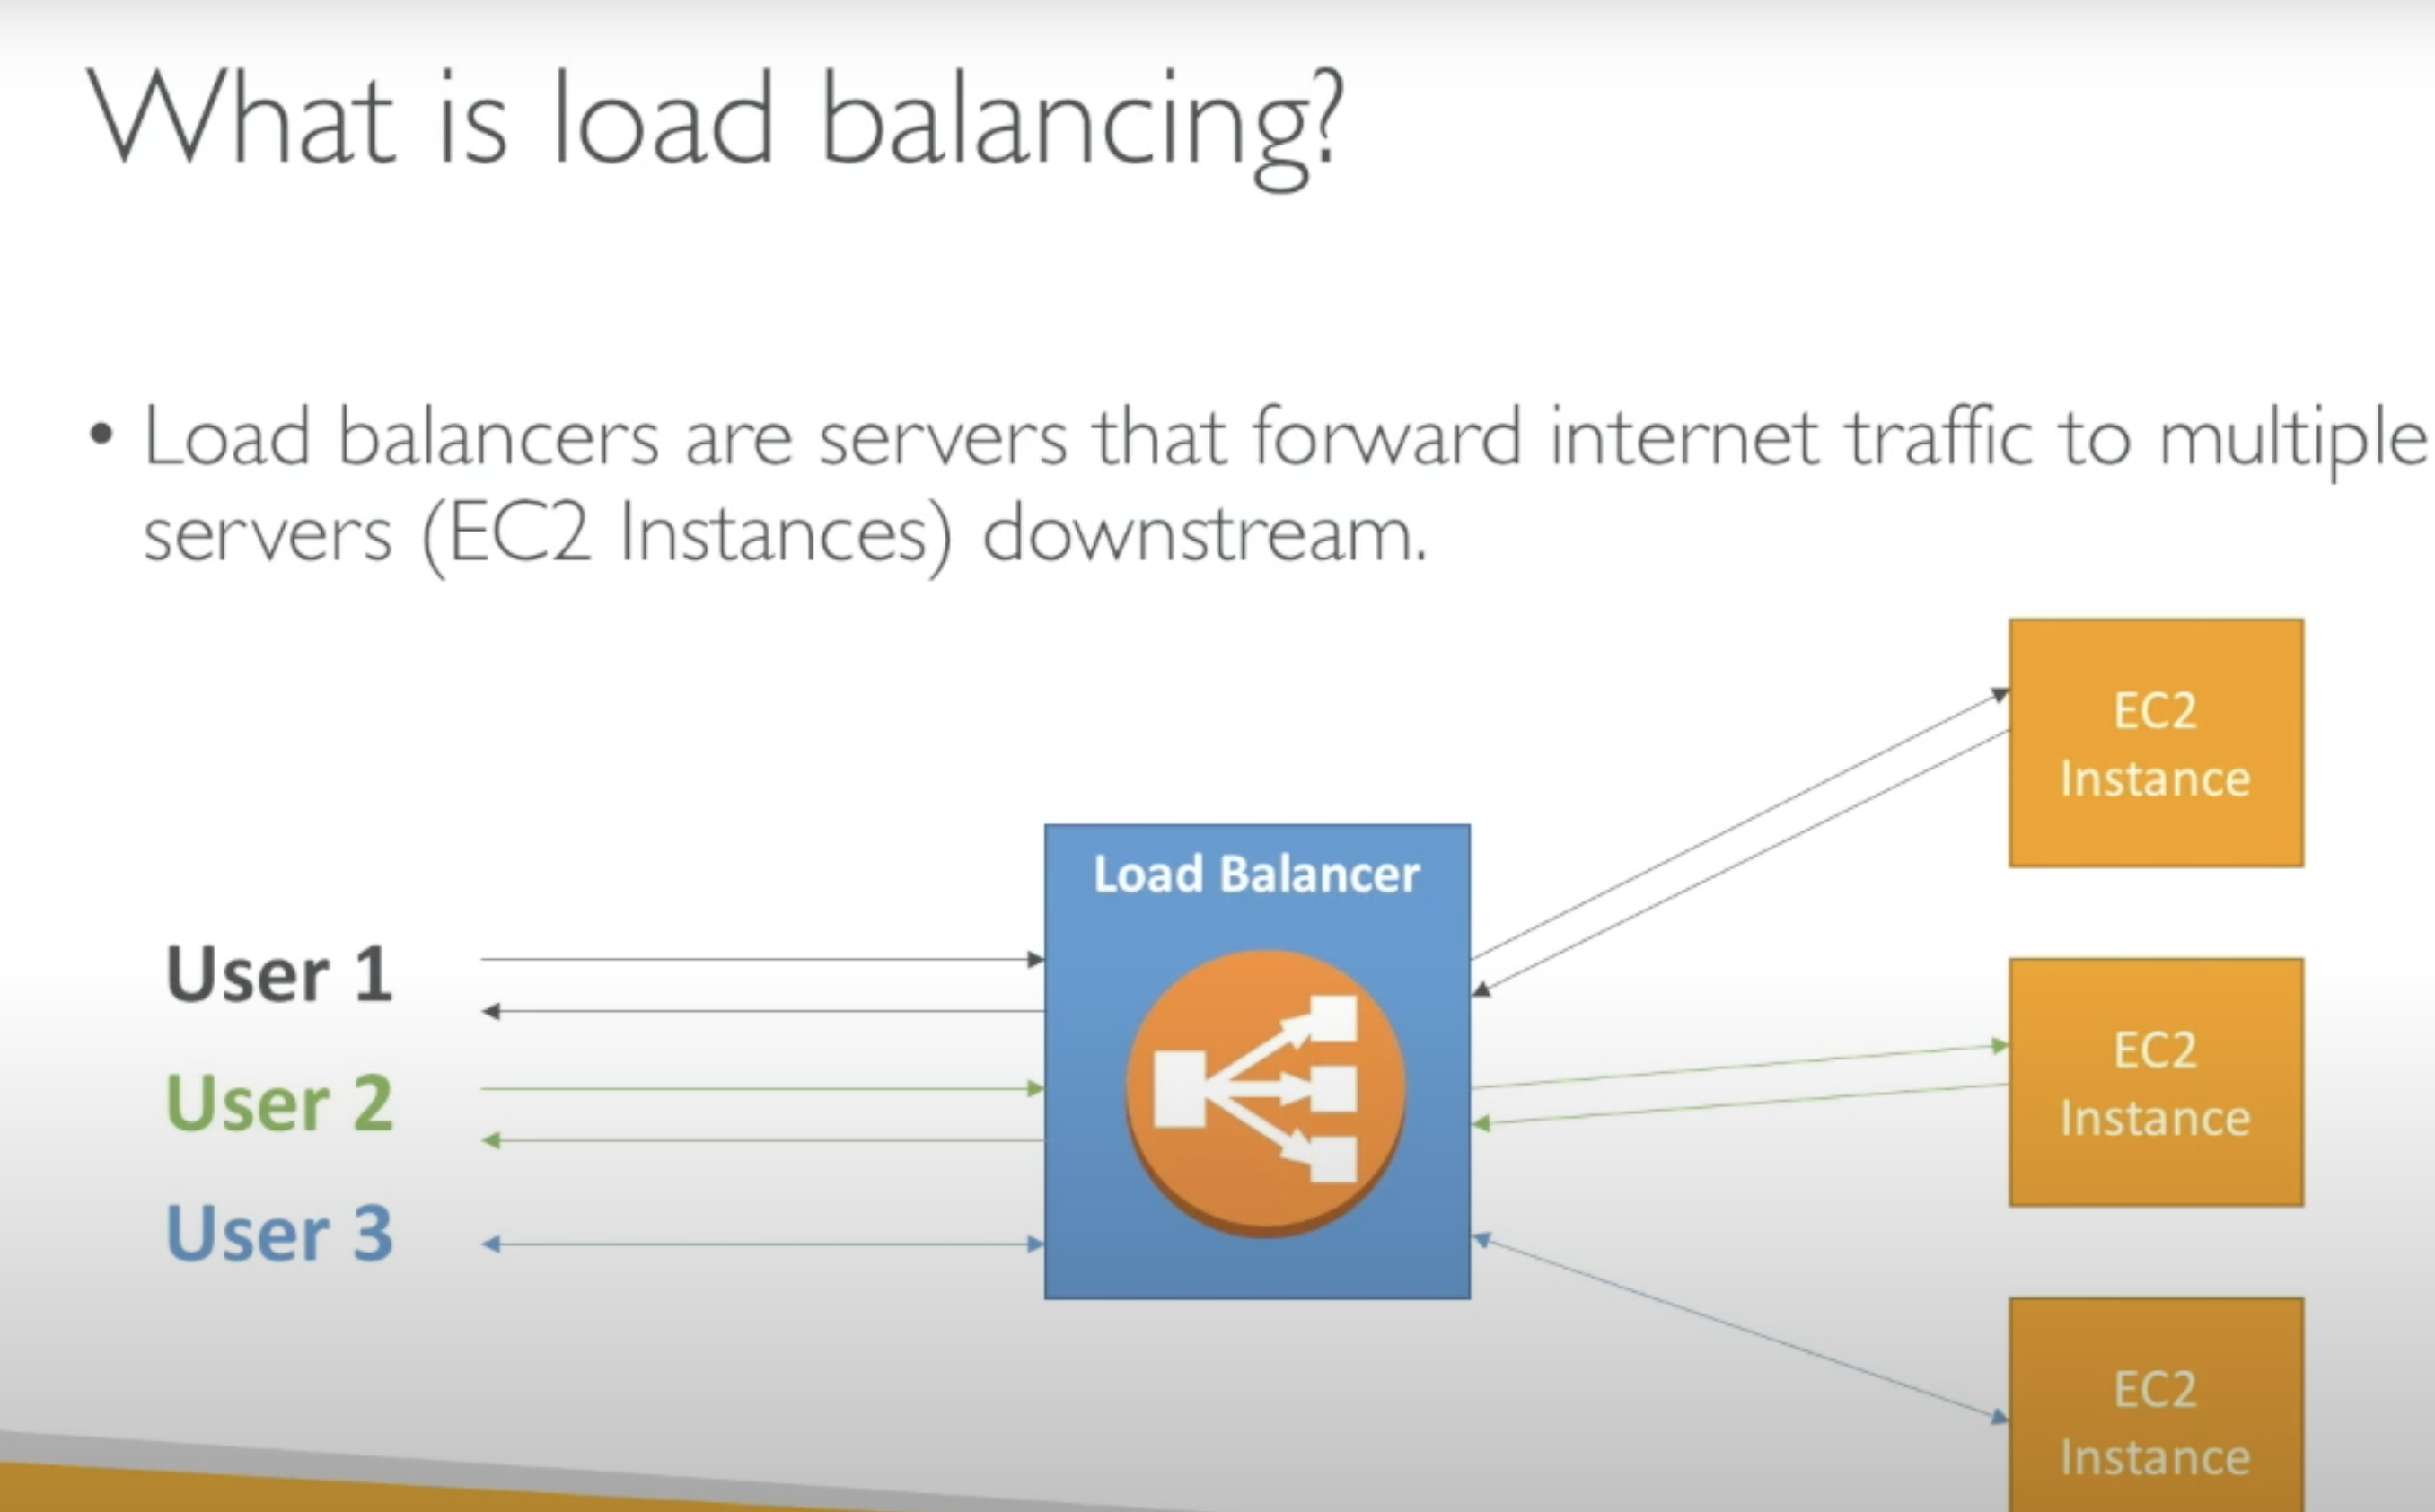 What is load balancing?
• Load balancers are servers that forward internet traffic to multiple
servers (EC2 Instances) downstream.
Load Balancer
User 1
User 2
User 3
EC2
Instance
EC2
Instance
EC2
Instance